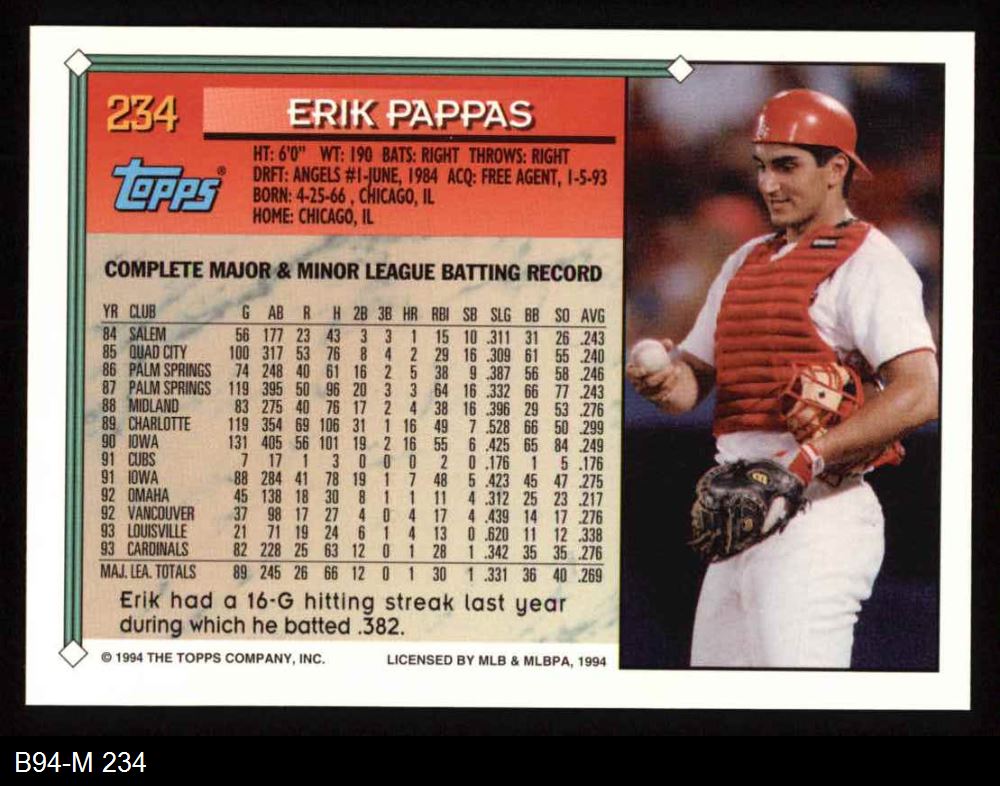 234
ERIK PAPPAS
TOPPS®
HT: 6'0" WT: 190 BATS: RIGHT THROWS: RIGHT
DRFT: ANGELS #1-JUNE, 1984 ACQ: FREE AGENT, 1-5-93
BORN: 4-25-66 , CHICAGO, IL
HOME: CHICAGO, IL
COMPLETE MAJOR & MINOR LEAGUE BATTING RECORD
YR CLUB G AB R H 2B 3B HR RBI SB SLG BB SO AVG
84 SALEM 56 177 23 43 3 3 1 15 10 .311 31 26 .243
85 QUAD CITY 100 317 53 76 8 4 2 29 16 .309 61 55 .240
86 PALM SPRINGS 74 248 40 61 16 2 5 38 9 .387 56 58 .246
87 PALM SPRINGS 119 395 50 96 20 3 3 64 16 .332 66 77 .243
88 MIDLAND 83 275 40 76 17 2 4 38 16 .396 29 53 .276
89 CHARLOTTE 119 354 69 106 31 1 16 49 7 .528 66 50 .299
90 IOWA 131 405 56 101 19 2 16 55 6 .425 65 84 .249
91 CUBS 7 17 1 3 0 0 0 2 0 .176 1 5 .176
91 IOWA 88 284 41 78 19 1 7 48 5 .423 45 47 .275
92 OMAHA 45 138 18 30 8 1 1 11 4 .312 25 23 .217
92 VANCOUVER 37 98 17 27 4 0 4 17 4 .439 14 17 .276
93 LOUISVILLE 21 71 19 24 6 1 4 13 0 .620 11 12 .338
93 CARDINALS 82 228 25 63 12 0 1 28 1 .342 35 35 .276
MAJ. LEA. TOTALS 89 245 26 66 12 0 1 30 1 .331 36 40 .269
Erik had a 16-G hitting streak last year
during which he batted .382.
© 1994 THE TOPPS COMPANY, INC. LICENSED BY MLB & MLBPA, 1994
B94-M 234